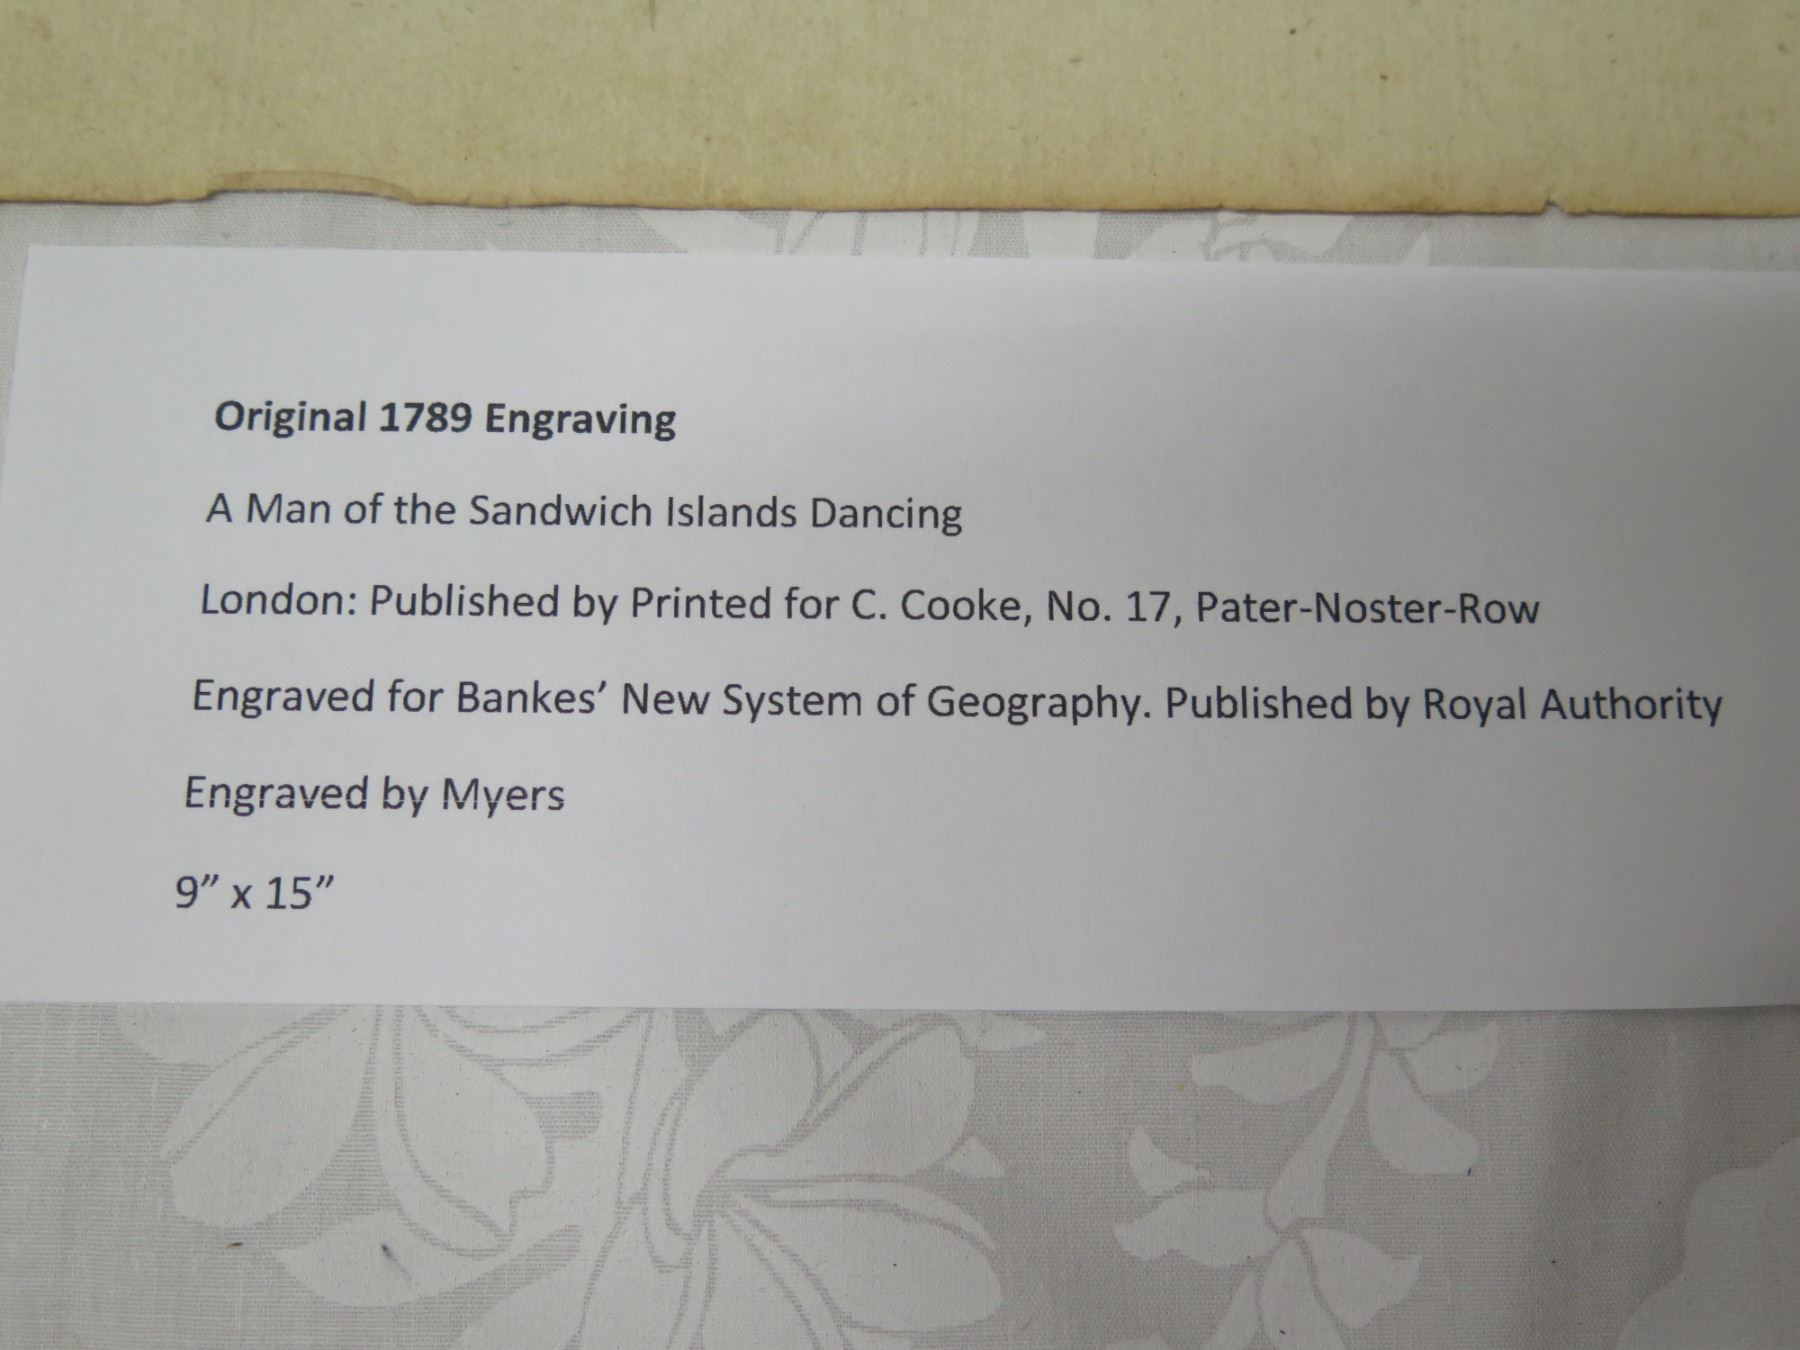 Original 1789 Engraving
A Man of the Sandwich Islands Dancing
London: Published by Printed for C. Cooke, No. 17, Pater-Noster-Row
Engraved for Bankes’ New System of Geography. Published by Royal Authority
Engraved by Myers
9” x 15”